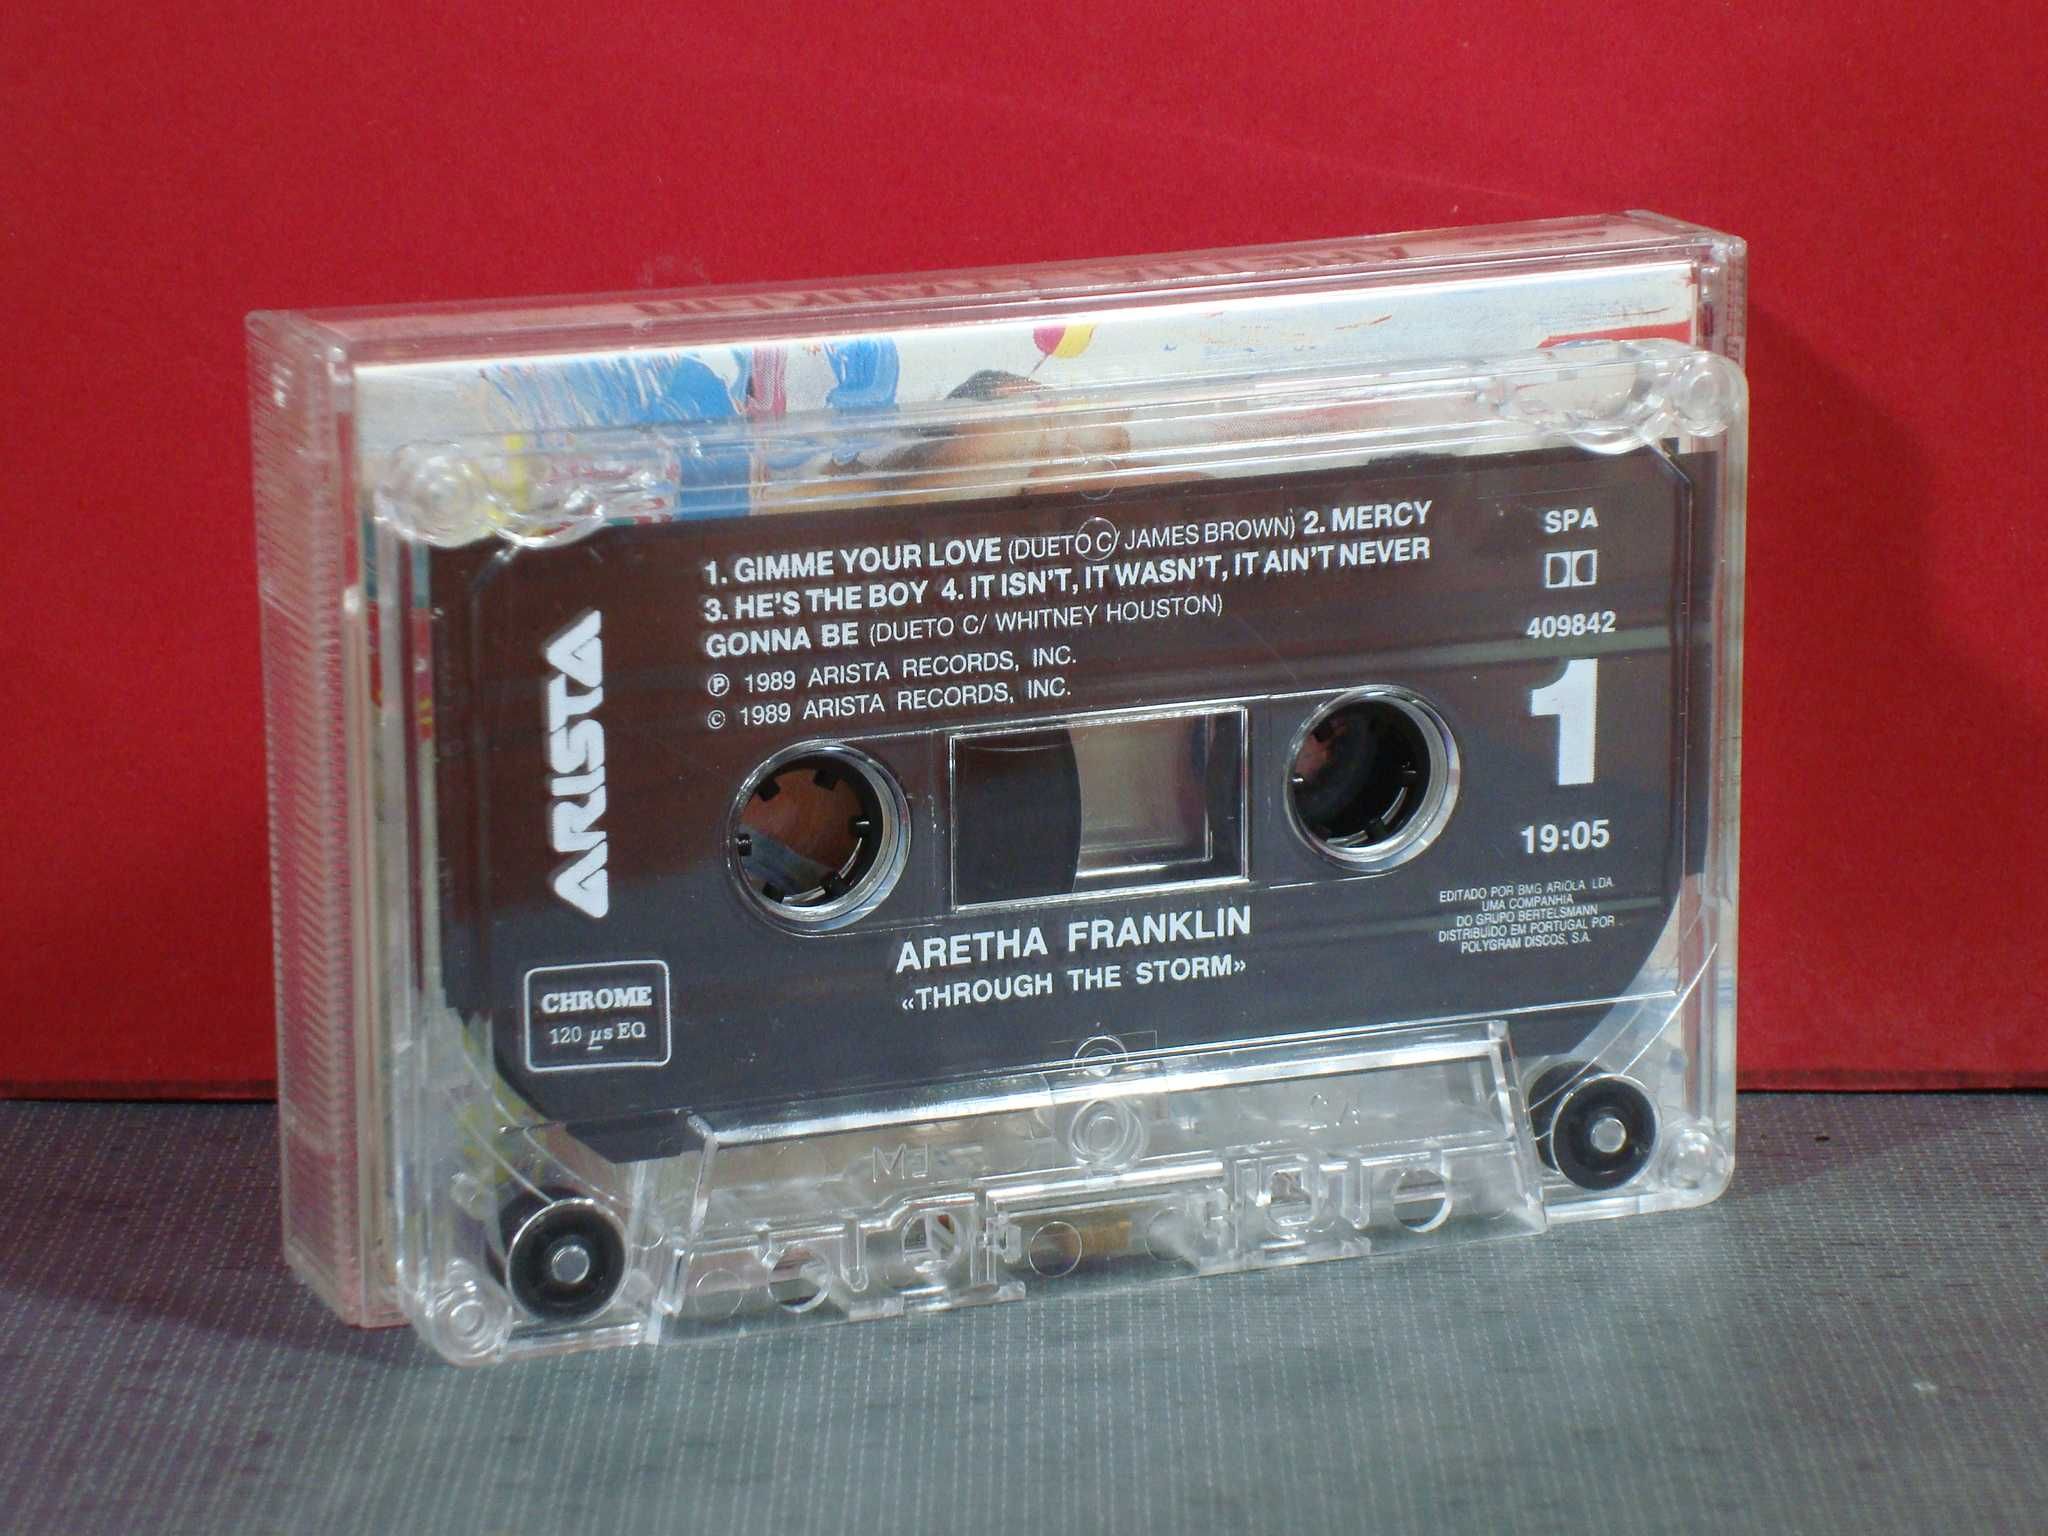 ARETHA FRANKLIN
1. GIMME YOUR LOVE (DUETO C/ JAMES BROWN) 2. MERCY
3. HE'S THE BOY 4. IT ISN'T, IT WASN'T, IT AIN'T NEVER
GONNA BE (DUETO C/ WHITNEY HOUSTON)
Ⓟ 1989 ARISTA RECORDS, INC.
© 1989 ARISTA RECORDS, INC.
ARISTA
SPA
409842
1
19:05
EDITADO POR BMG ARIOLA LDA.
UMA COMPANHIA
DO GRUPO BERTELSMANN
DISTRIBUÍDO EM PORTUGAL POR
POLYGRAM DISCOS, S.A.
ARETHA FRANKLIN
«THROUGH THE STORM»
CHROME
120 µs EQ